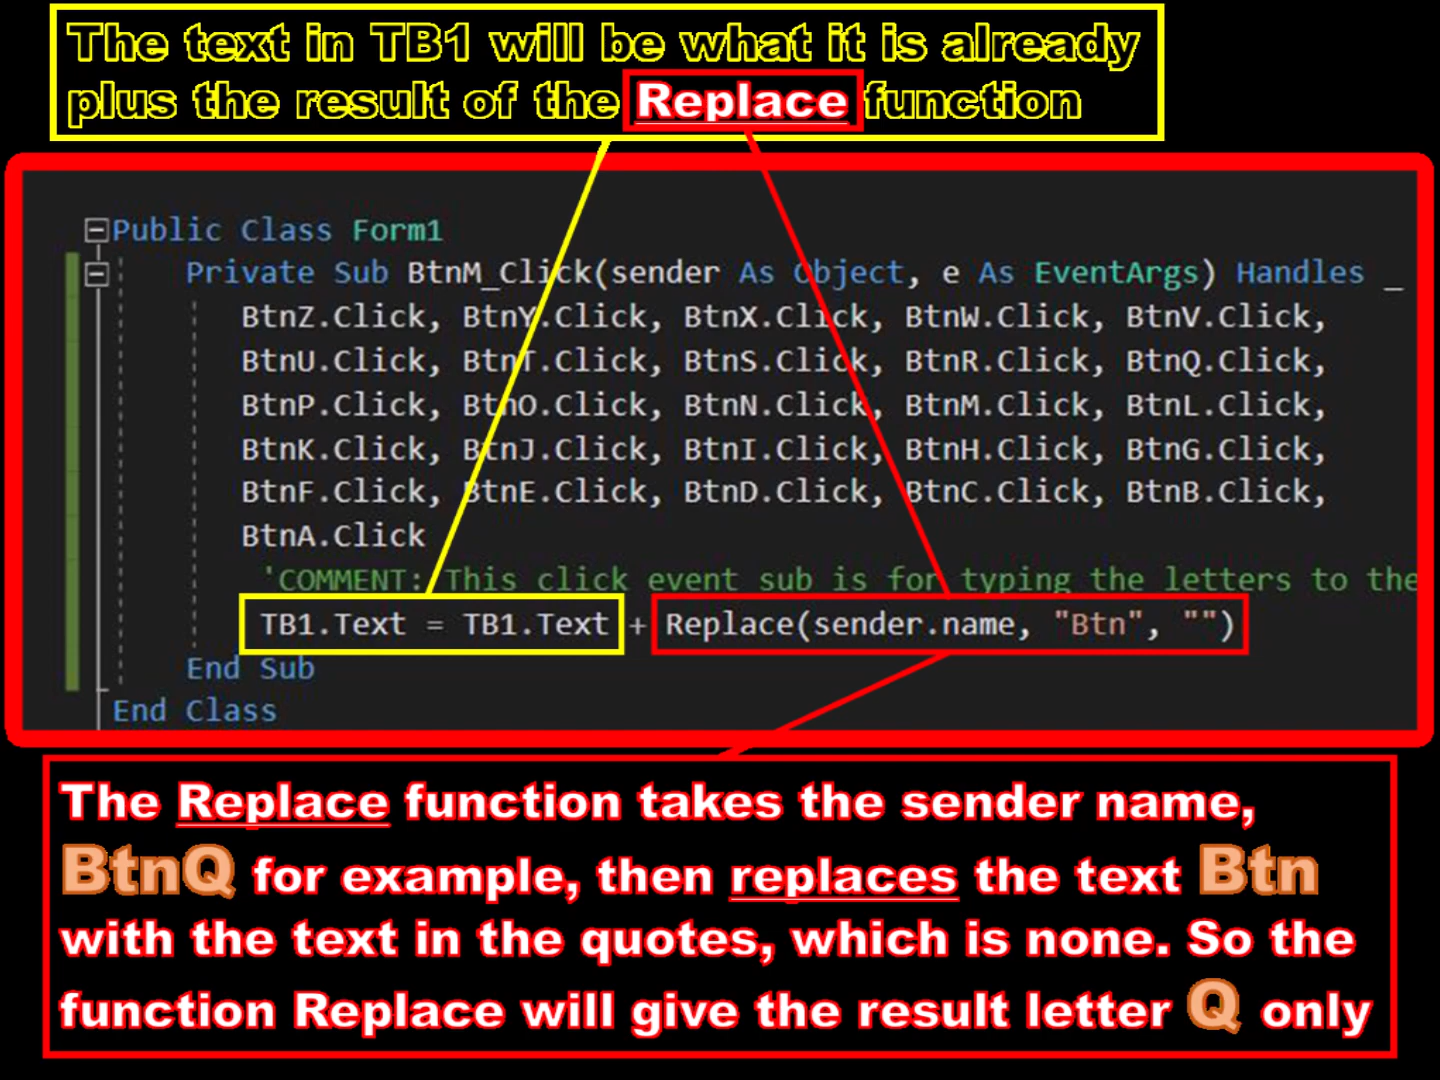 The text in TB1 will be what it is already
plus the result of the Replace function
Public Class Form1
Private Sub BtnM_Click(sender As Object, e As EventArgs) Handles _
BtnZ.Click, BtnY.Click, BtnX.Click, BtnW.Click, BtnV.Click,
BtnU.Click, BtnT.Click, BtnS.Click, BtnR.Click, BtnQ.Click,
BtnP.Click, BtnO.Click, BtnN.Click, BtnM.Click, BtnL.Click,
BtnK.Click, BtnJ.Click, BtnI.Click, BtnH.Click, BtnG.Click,
BtnF.Click, BtnE.Click, BtnD.Click, BtnC.Click, BtnB.Click,
BtnA.Click
'COMMENT: This click event sub is for typing the letters to the
TB1.Text = TB1.Text + Replace(sender.name, "Btn", "")
End Sub
End Class
The Replace function takes the sender name,
BtnQ for example, then replaces the text Btn
with the text in the quotes, which is none. So the
function Replace will give the result letter Q only